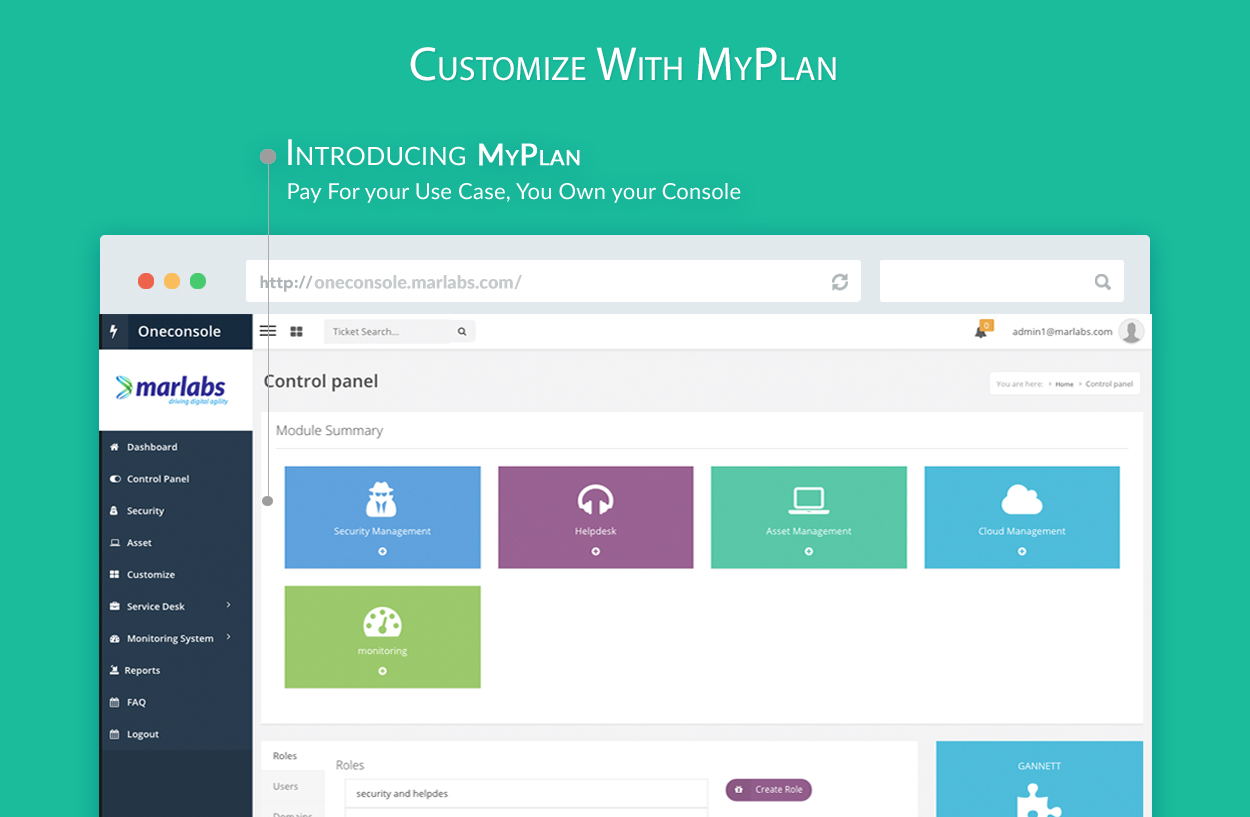 Customize With MyPlan
Introducing MyPlan
Pay For your Use Case, You Own your Console
http://oneconsole.marlabs.com/
Oneconsole
Ticket Search...
0
admin1@marlabs.com
marlabs
driving digital agility
Control panel
You are here: > Home > Control panel
Module Summary
Dashboard
Control Panel
Security
Asset
Customize
Service Desk
Monitoring System
Reports
FAQ
Logout
Security Management
Helpdesk
Asset Management
Cloud Management
monitoring
Roles
Users
Domains
Roles
security and helpdes
Create Role
GANNETT